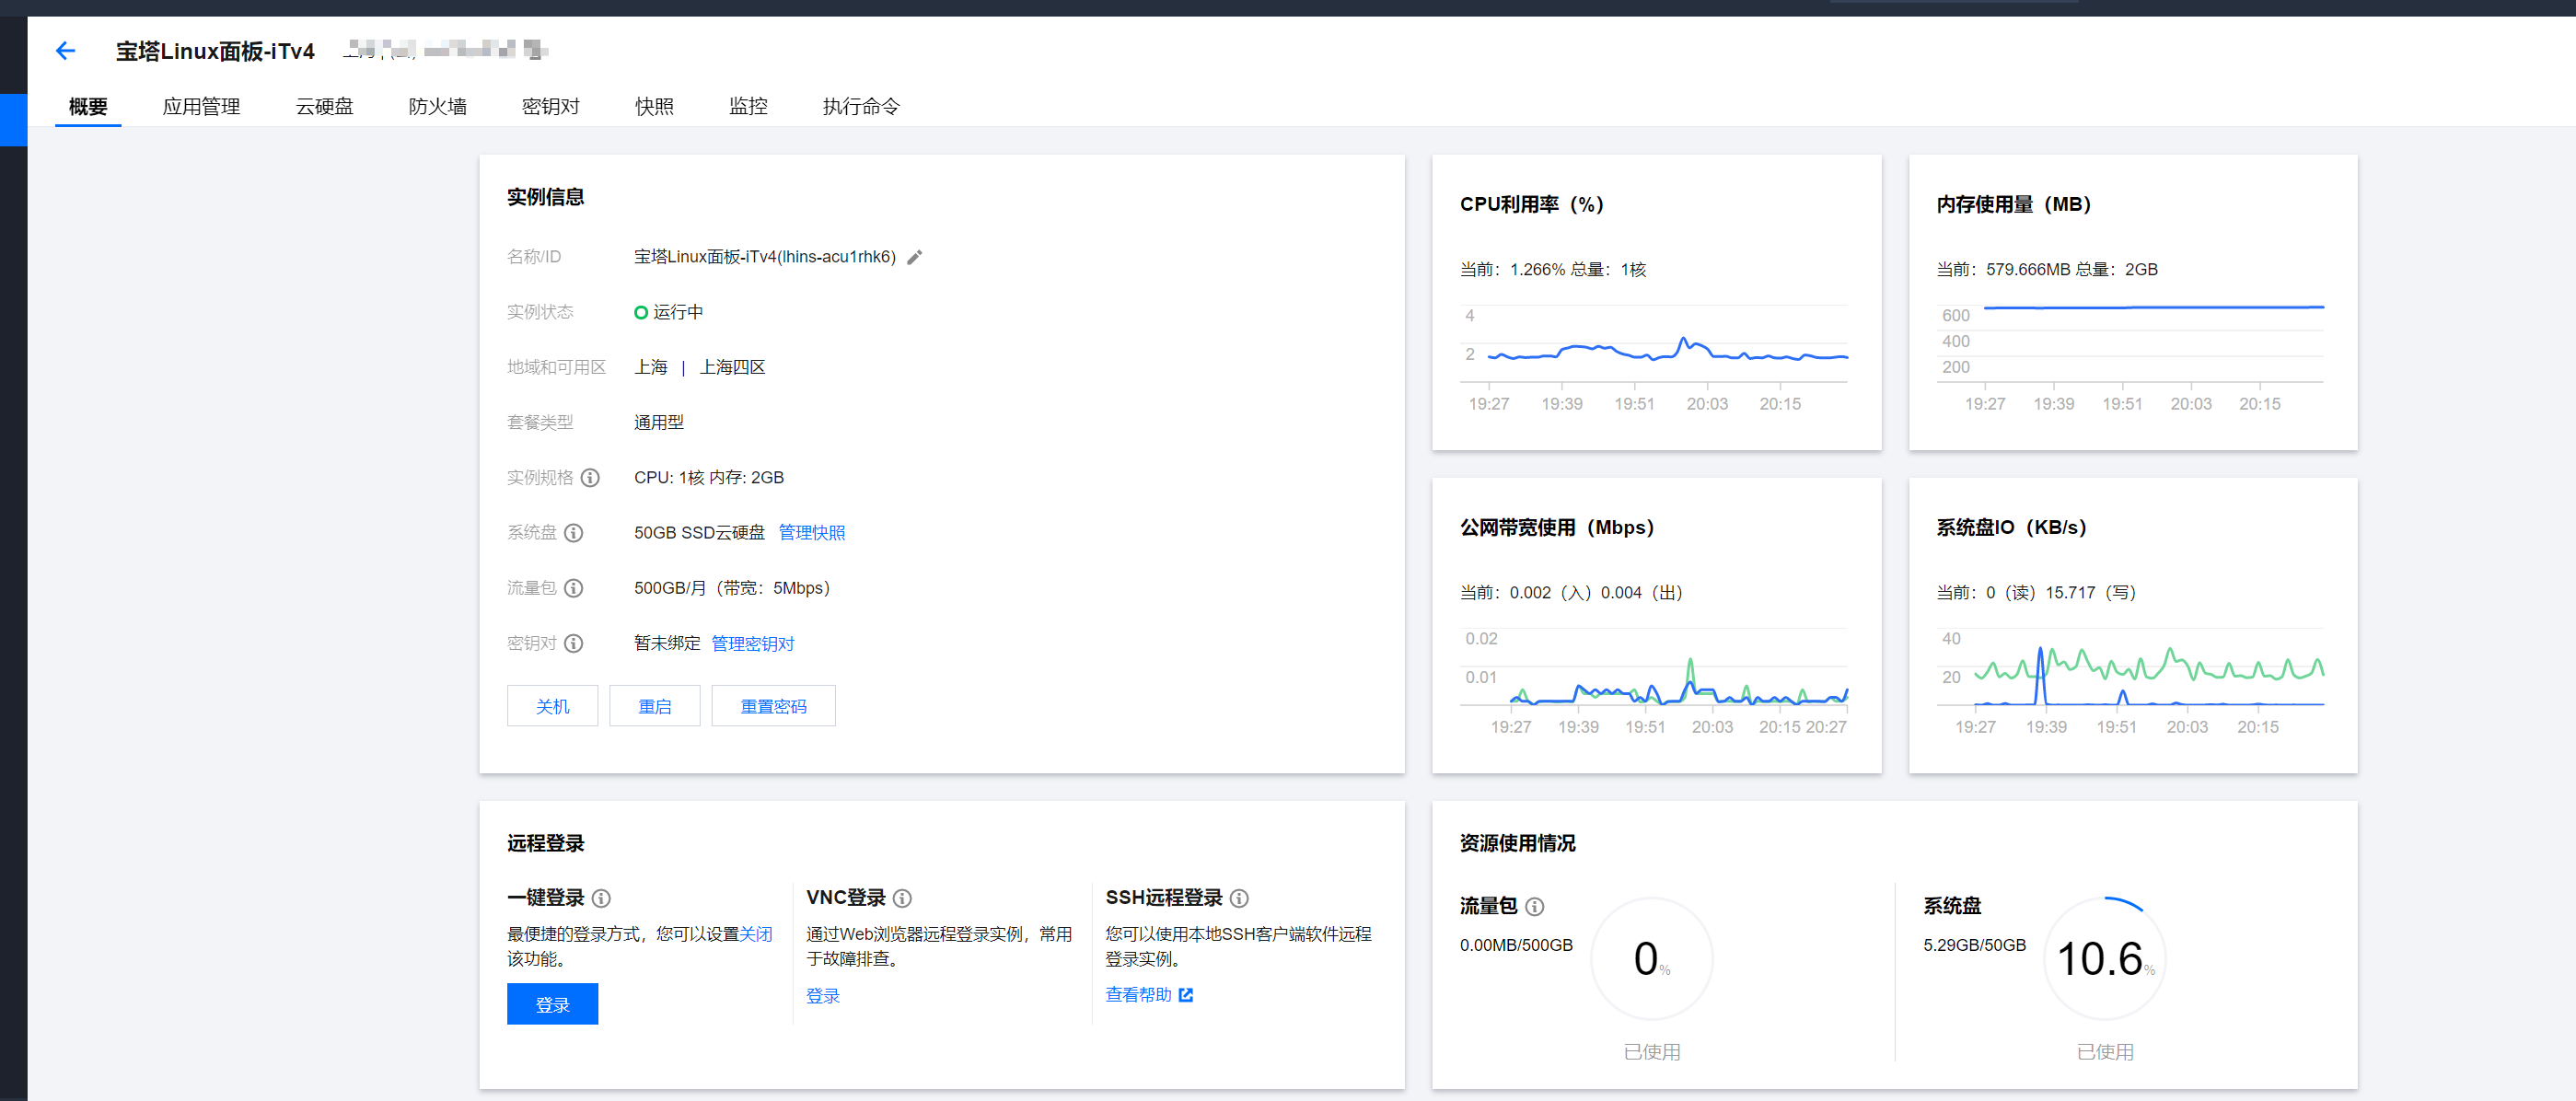 宝塔Linux面板-iTv4
概要 应用管理 云硬盘 防火墙 密钥对 快照 监控 执行命令
实例信息
名称/ID 宝塔Linux面板-iTv4(lhins-acu1rhk6)
实例状态 运行中
地域和可用区 上海 | 上海四区
套餐类型 通用型
实例规格 CPU: 1核 内存: 2GB
系统盘 50GB SSD云硬盘 管理快照
流量包 500GB/月（带宽：5Mbps）
密钥对 暂未绑定 管理密钥对
关机 重启 重置密码
CPU利用率（%）
当前：1.266% 总量：1核
4
2
19:27 19:39 19:51 20:03 20:15
内存使用量（MB）
当前：579.666MB 总量：2GB
600
400
200
19:27 19:39 19:51 20:03 20:15
公网带宽使用（Mbps）
当前：0.002（入）0.004（出）
0.02
0.01
19:27 19:39 19:51 20:03 20:15 20:27
系统盘IO（KB/s）
当前：0（读）15.717（写）
40
20
19:27 19:39 19:51 20:03 20:15
远程登录
一键登录
最便捷的登录方式，您可以设置关闭
该功能。
登录
VNC登录
通过Web浏览器远程登录实例，常用
于故障排查。
登录
SSH远程登录
您可以使用本地SSH客户端软件远程
登录实例。
查看帮助
资源使用情况
流量包
0.00MB/500GB
0%
已使用
系统盘
5.29GB/50GB
10.6%
已使用